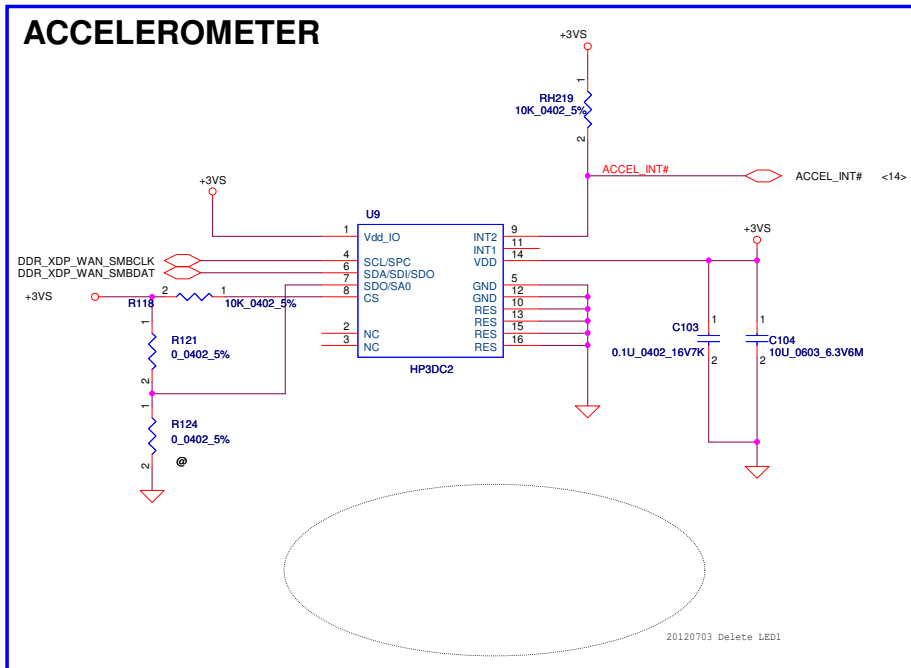 ACCELEROMETER
+3VS
1
RH219
10K_0402_5%
2
ACCEL_INT#
ACCEL_INT# <14>
+3VS
U9
1 Vdd_IO INT2 9
INT1 11
DDR_XDP_WAN_SMBCLK 4 SCL/SPC VDD 14
DDR_XDP_WAN_SMBDAT 6 SDA/SDI/SDO
7 SDO/SA0 GND 5
+3VS R118 2 1 10K_0402_5% 8 CS GND 12
RES 10
RES 13
2 NC RES 15
3 NC RES 16
HP3DC2
1
R121
0_0402_5%
2
1
R124
0_0402_5%
2
@
+3VS
1
C103
0.1U_0402_16V7K
2
1
C104
10U_0603_6.3V6M
2
20120703 Delete LED1